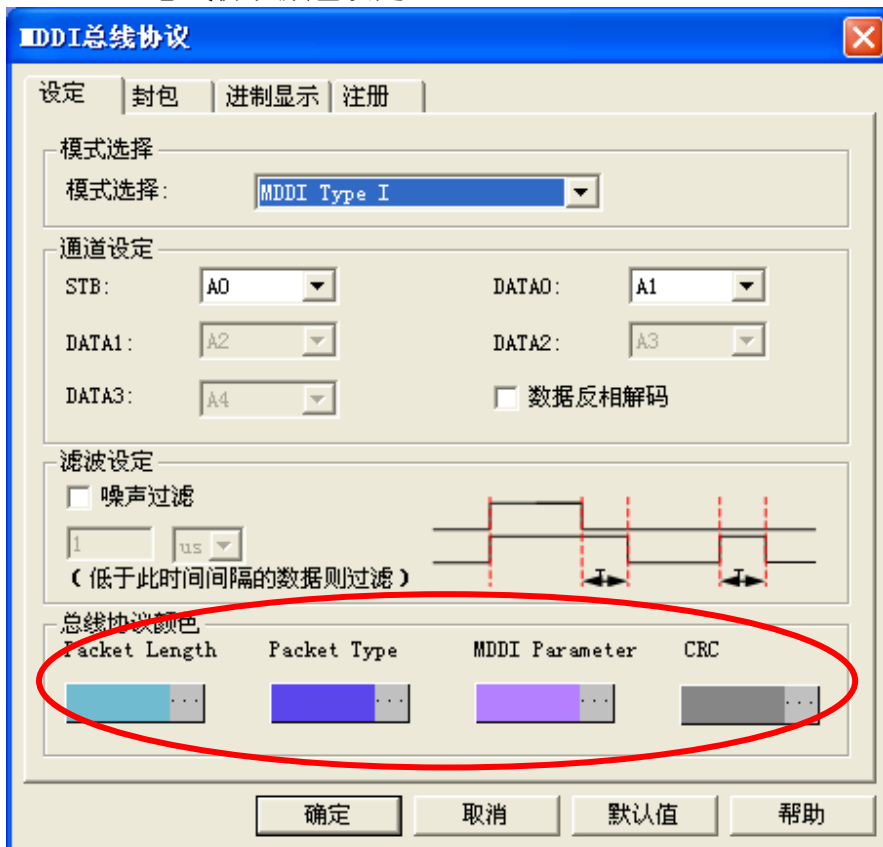 MDDI总线协议
设定 封包 进制显示 注册
模式选择
模式选择: MDDI Type I
通道设定
STB: A0 DATA0: A1
DATA1: A2 DATA2: A3
DATA3: A4 数据反相解码
滤波设定
噪声过滤
1 us
(低于此时间间隔的数据则过滤)
T T
总线协议颜色
Packet Length Packet Type MDDI Parameter CRC
... ... ... ...
确定 取消 默认值 帮助